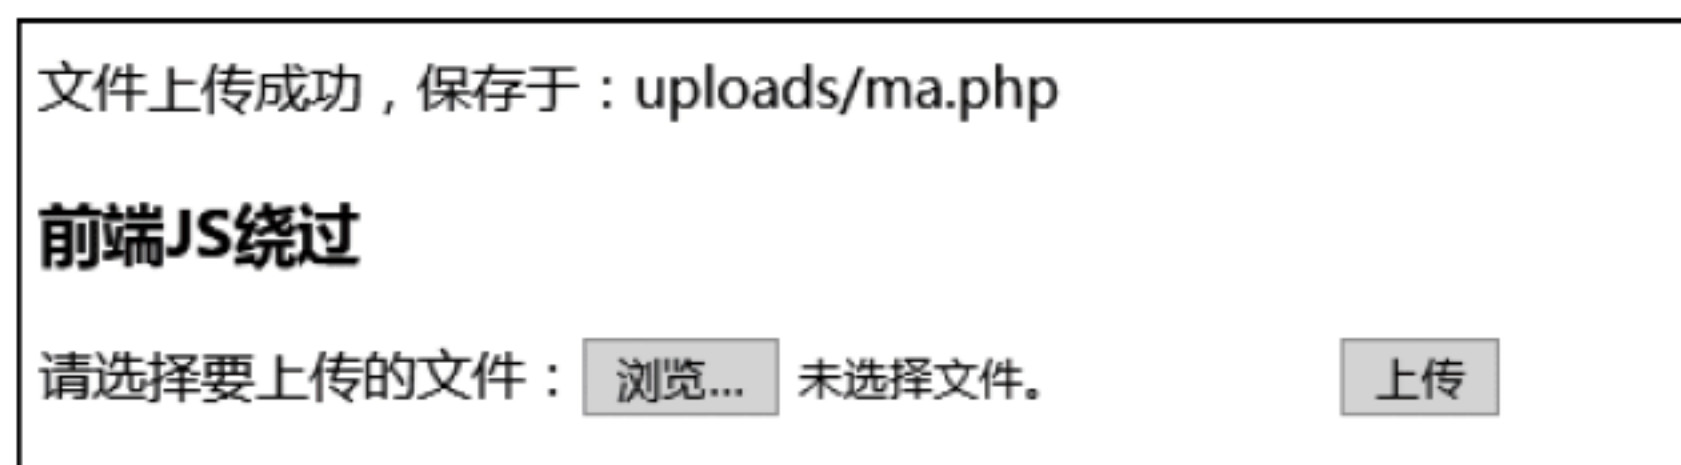 文件上传成功，保存于：uploads/ma.php
前端JS绕过
请选择要上传的文件： 浏览... 未选择文件。 上传